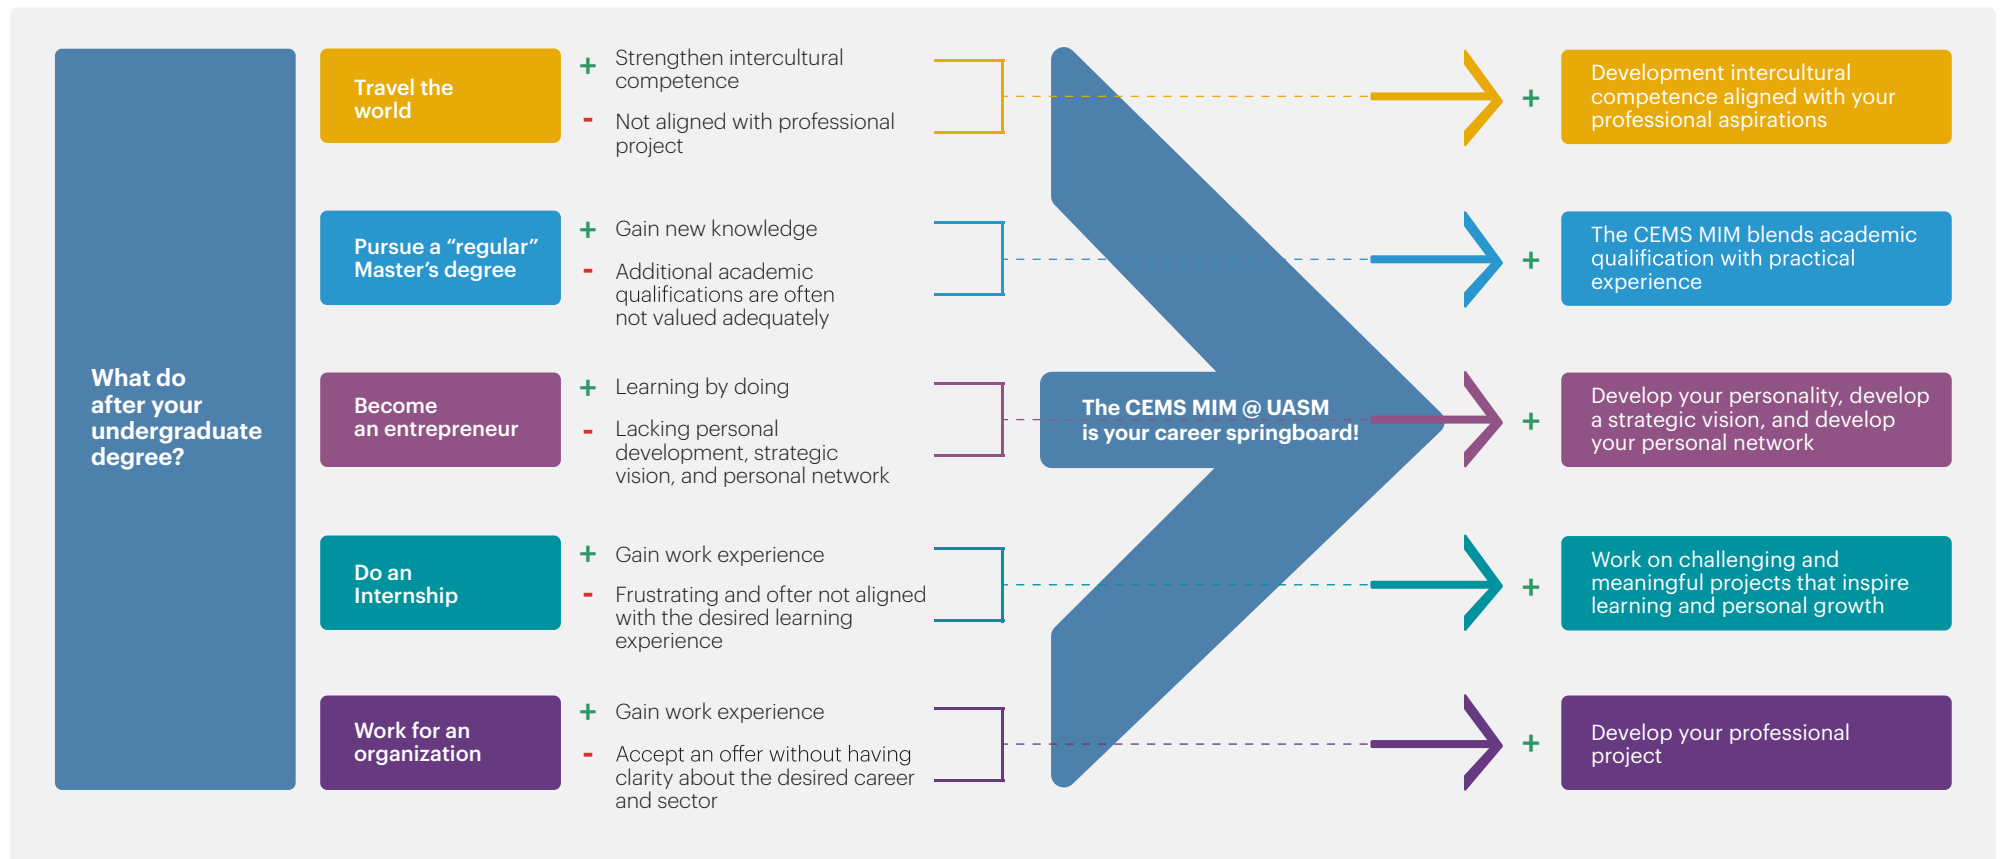 What do
after your
undergraduate
degree?
Travel the
world
+ Strengthen intercultural
competence
- Not aligned with professional
project
+ Development intercultural
competence aligned with your
professional aspirations
Pursue a “regular”
Master’s degree
+ Gain new knowledge
- Additional academic
qualifications are often
not valued adequately
+ The CEMS MIM blends academic
qualification with practical
experience
Become
an entrepreneur
+ Learning by doing
- Lacking personal
development, strategic
vision, and personal network
The CEMS MIM @ UASM
is your career springboard!
+ Develop your personality, develop
a strategic vision, and develop
your personal network
Do an
Internship
+ Gain work experience
- Frustrating and ofter not aligned
with the desired learning
experience
+ Work on challenging and
meaningful projects that inspire
learning and personal growth
Work for an
organization
+ Gain work experience
- Accept an offer without having
clarity about the desired career
and sector
+ Develop your professional
project